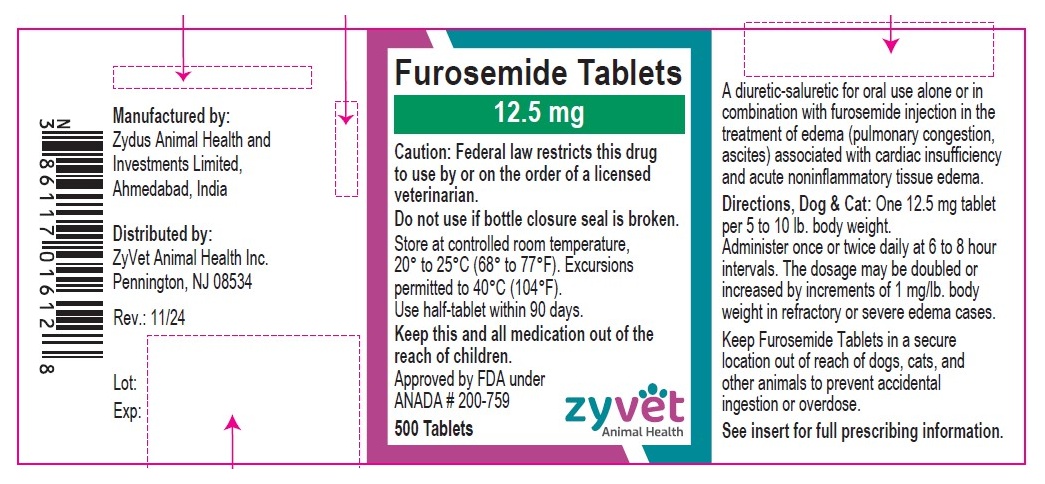 N
3 86117 01612 8
Manufactured by:
Zydus Animal Health and
Investments Limited,
Ahmedabad, India
Distributed by:
ZyVet Animal Health Inc.
Pennington, NJ 08534
Rev.: 11/24
Lot:
Exp:
Furosemide Tablets
12.5 mg
Caution: Federal law restricts this drug
to use by or on the order of a licensed
veterinarian.
Do not use if bottle closure seal is broken.
Store at controlled room temperature,
20° to 25°C (68° to 77°F). Excursions
permitted to 40°C (104°F).
Use half-tablet within 90 days.
Keep this and all medication out of the
reach of children.
Approved by FDA under
ANADA # 200-759
500 Tablets
zyvet
Animal Health
A diuretic-saluretic for oral use alone or in
combination with furosemide injection in the
treatment of edema (pulmonary congestion,
ascites) associated with cardiac insufficiency
and acute noninflammatory tissue edema.
Directions, Dog & Cat: One 12.5 mg tablet
per 5 to 10 lb. body weight.
Administer once or twice daily at 6 to 8 hour
intervals. The dosage may be doubled or
increased by increments of 1 mg/lb. body
weight in refractory or severe edema cases.
Keep Furosemide Tablets in a secure
location out of reach of dogs, cats, and
other animals to prevent accidental
ingestion or overdose.
See insert for full prescribing information.